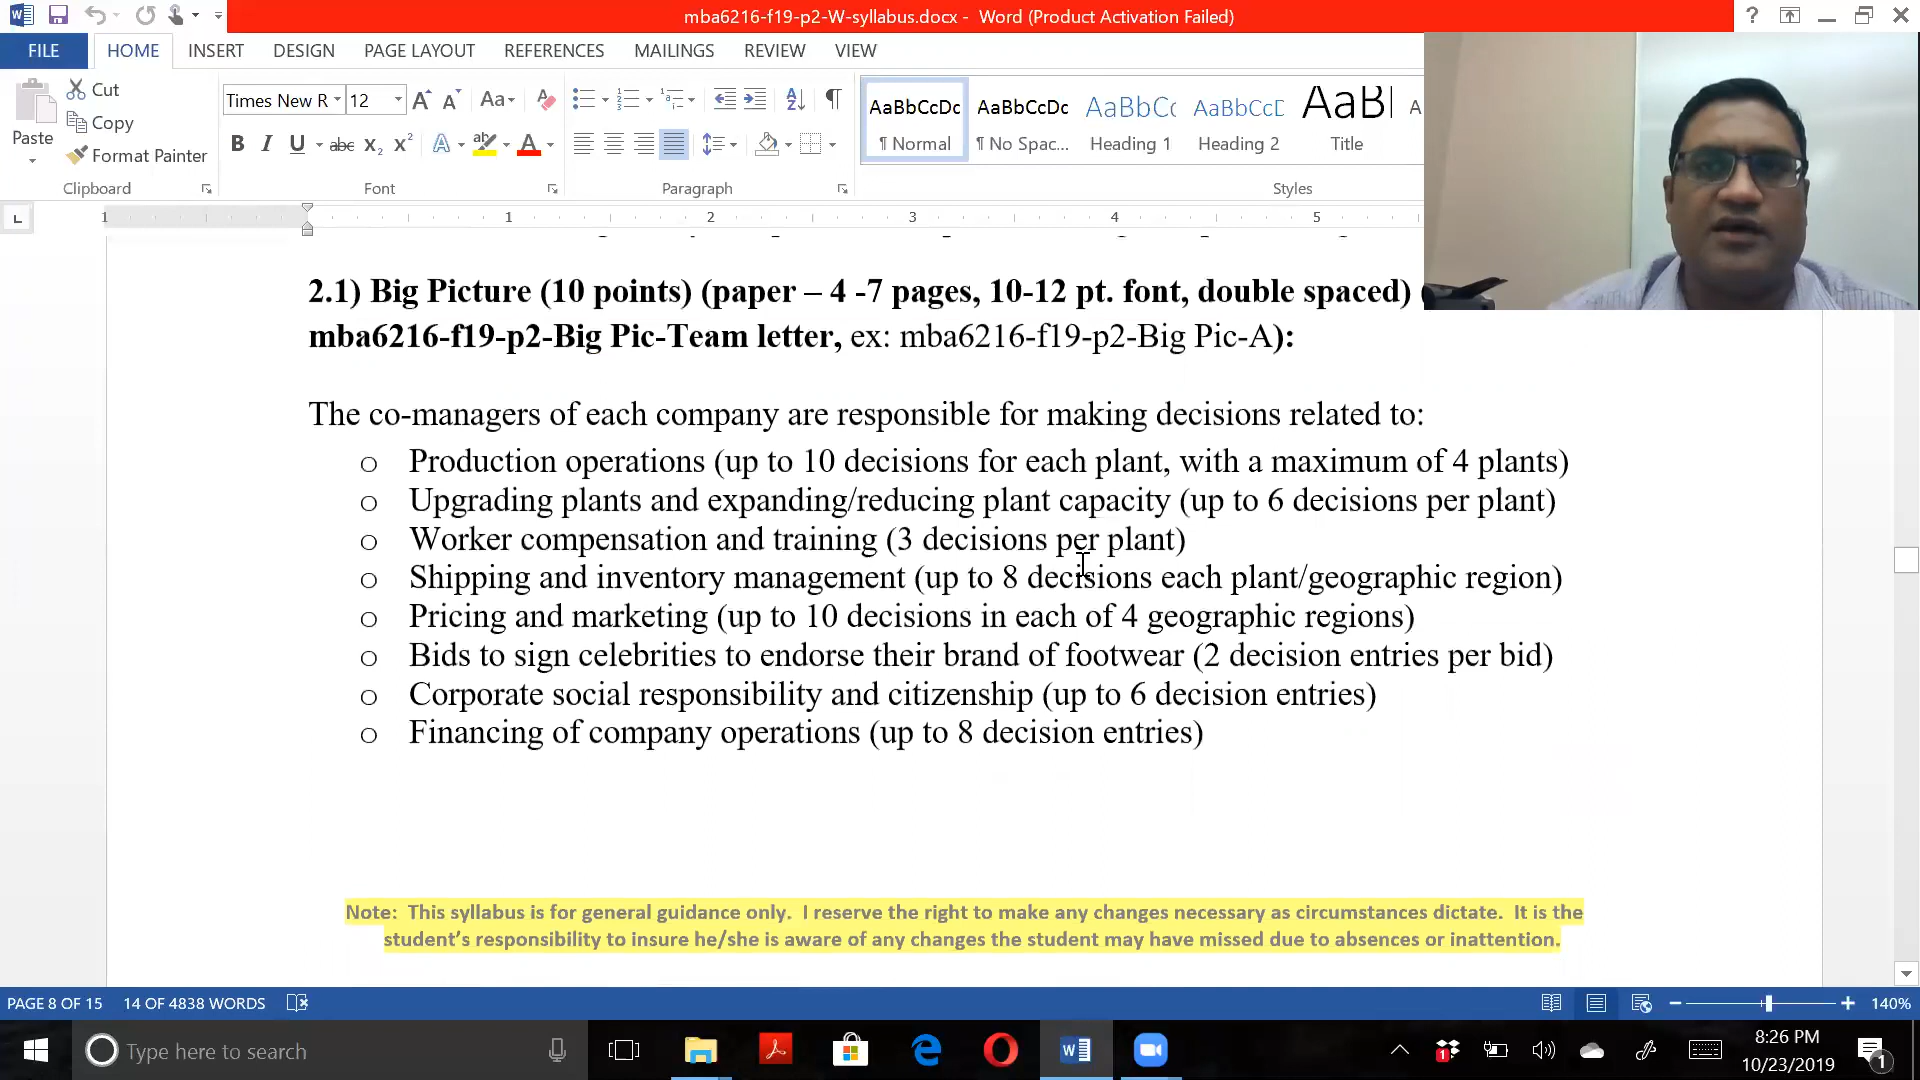 mba6216-f19-p2-W-syllabus.docx - Word (Product Activation Failed)
FILE HOME INSERT DESIGN PAGE LAYOUT REFERENCES MAILINGS REVIEW VIEW
Paste
Cut
Copy
Format Painter
Clipboard
Times New R 12
Font
Paragraph
AaBbCcDc AaBbCcDc AaBbCc AaBbCcD AaBl A
¶ Normal ¶ No Spac... Heading 1 Heading 2 Title
Styles
1 1 2 3 4 5
2.1) Big Picture (10 points) (paper – 4 -7 pages, 10-12 pt. font, double spaced) (
mba6216-f19-p2-Big Pic-Team letter, ex: mba6216-f19-p2-Big Pic-A):
The co-managers of each company are responsible for making decisions related to:
o Production operations (up to 10 decisions for each plant, with a maximum of 4 plants)
o Upgrading plants and expanding/reducing plant capacity (up to 6 decisions per plant)
o Worker compensation and training (3 decisions per plant)
o Shipping and inventory management (up to 8 decisions each plant/geographic region)
o Pricing and marketing (up to 10 decisions in each of 4 geographic regions)
o Bids to sign celebrities to endorse their brand of footwear (2 decision entries per bid)
o Corporate social responsibility and citizenship (up to 6 decision entries)
o Financing of company operations (up to 8 decision entries)
Note: This syllabus is for general guidance only. I reserve the right to make any changes necessary as circumstances dictate. It is the
student's responsibility to insure he/she is aware of any changes the student may have missed due to absences or inattention.
PAGE 8 OF 15 14 OF 4838 WORDS 140%
Type here to search
8:26 PM
10/23/2019